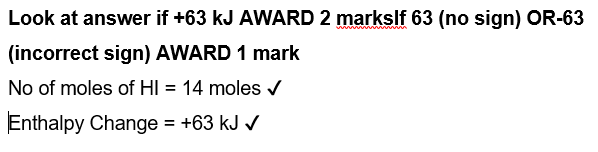 Look at answer if +63 kJ AWARD 2 markslf 63 (no sign) OR-63
(incorrect sign) AWARD 1 mark
No of moles of HI = 14 moles ✓
Enthalpy Change = +63 kJ ✓